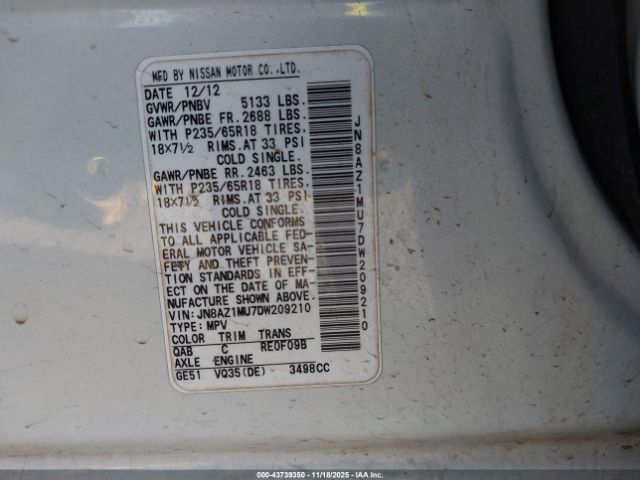 MFD BY NISSAN MOTOR CO.,LTD.
DATE 12/12
GVWR/PNBV 5133 LBS.
GAWR/PNBE FR. 2688 LBS.
WITH P235/65R18 TIRES,
18X7½ RIMS.AT 33 PSI
COLD SINGLE.
GAWR/PNBE RR. 2463 LBS.
WITH P235/65R18 TIRES,
18X7½ RIMS.AT 33 PSI
COLD SINGLE.
THIS VEHICLE CONFORMS
TO ALL APPLICABLE FED-
ERAL MOTOR VEHICLE SA-
FETY AND THEFT PREVEN-
TION STANDARDS IN EFF-
ECT ON THE DATE OF MA-
NUFACTURE SHOWN ABOVE.
VIN: JN8AZ1MU7DW209210
TYPE: MPV
COLOR TRIM TRANS
QAB C RE0F09B
AXLE ENGINE
GE51 VQ35(DE) 3498CC
JN8AZ1MU7DW209210
000-43739350 - 11/18/2025 - IAAI